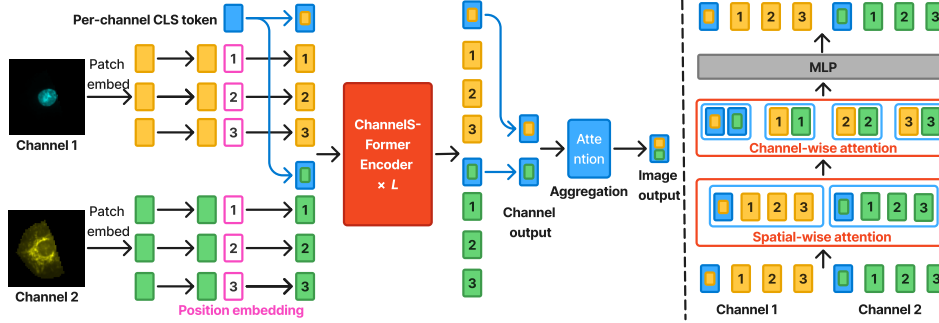 Per-channel CLS token
Patch
embed
1
1
2
2
3
3
Channel 1
Patch
embed
1
1
2
2
3
3
Channel 2
Position embedding
ChannelS-
Former
Encoder
× L
1
2
3
1
2
3
Channel
output
Atte
ntion
Aggregation
Image
output
1 2 3 1 2 3
MLP
1 1 2 2 3 3
Channel-wise attention
1 2 3 1 2 3
Spatial-wise attention
1 2 3 1 2 3
Channel 1 Channel 2